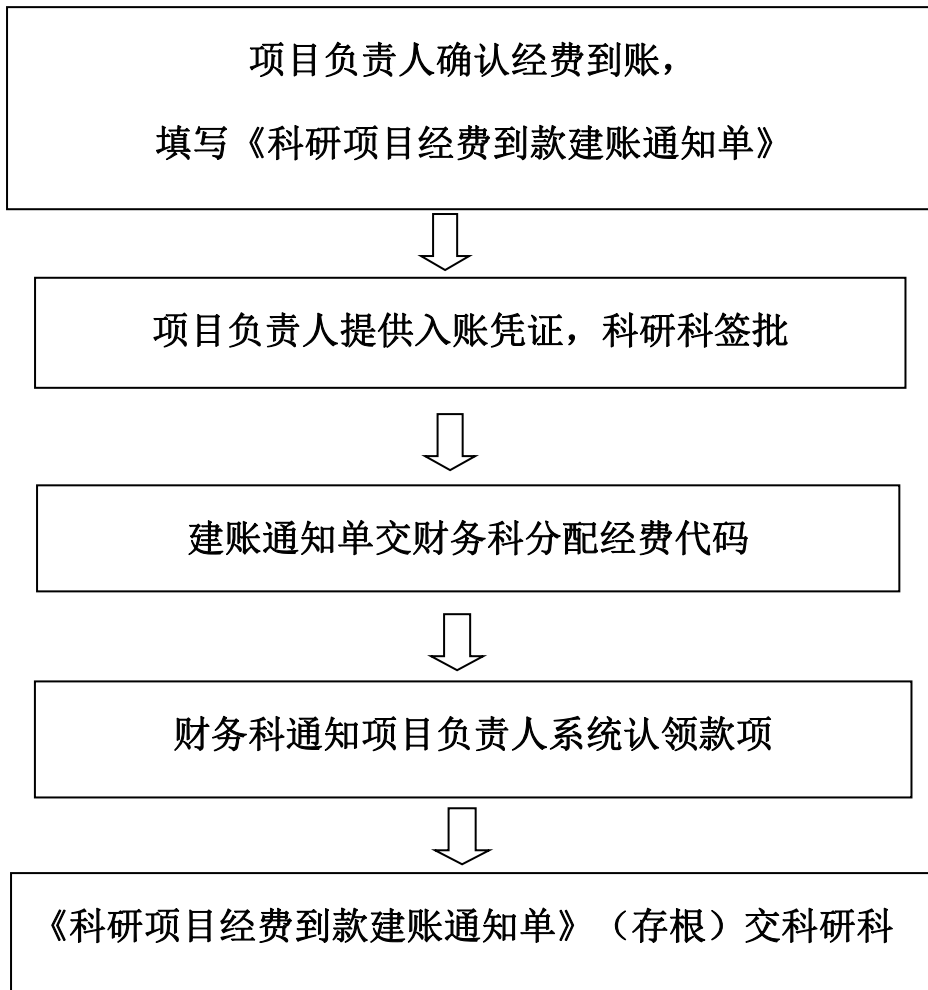 项目负责人确认经费到账，
填写《科研项目经费到款建账通知单》
项目负责人提供入账凭证，科研科签批
建账通知单交财务科分配经费代码
财务科通知项目负责人系统认领款项
《科研项目经费到款建账通知单》（存根）交科研科